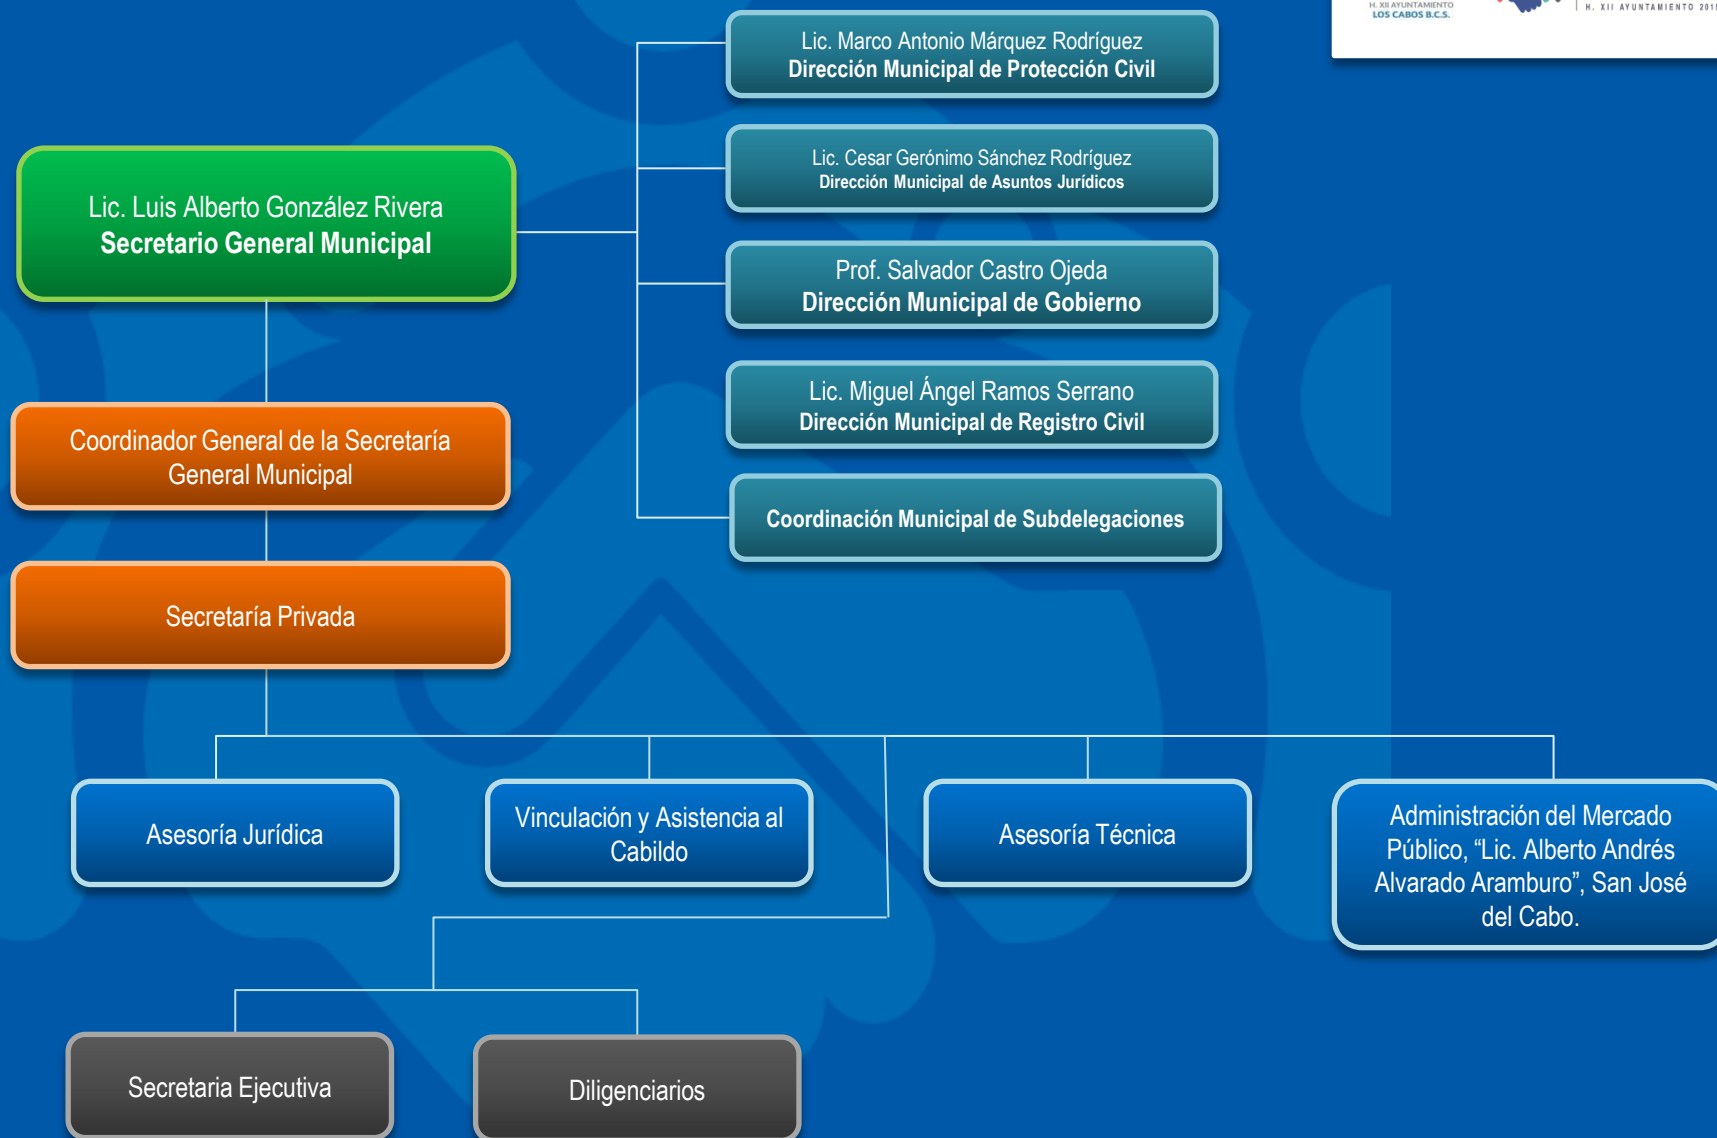 H. XII AYUNTAMIENTO
LOS CABOS B.C.S.
H. XII AYUNTAMIENTO 2015
Lic. Marco Antonio Márquez Rodríguez
Dirección Municipal de Protección Civil
Lic. Cesar Gerónimo Sánchez Rodríguez
Dirección Municipal de Asuntos Jurídicos
Lic. Luis Alberto González Rivera
Secretario General Municipal
Prof. Salvador Castro Ojeda
Dirección Municipal de Gobierno
Lic. Miguel Ángel Ramos Serrano
Dirección Municipal de Registro Civil
Coordinador General de la Secretaría
General Municipal
Coordinación Municipal de Subdelegaciones
Secretaría Privada
Asesoría Jurídica
Vinculación y Asistencia al
Cabildo
Asesoría Técnica
Administración del Mercado
Público, “Lic. Alberto Andrés
Alvarado Aramburo”, San José
del Cabo.
Secretaria Ejecutiva
Diligenciarios